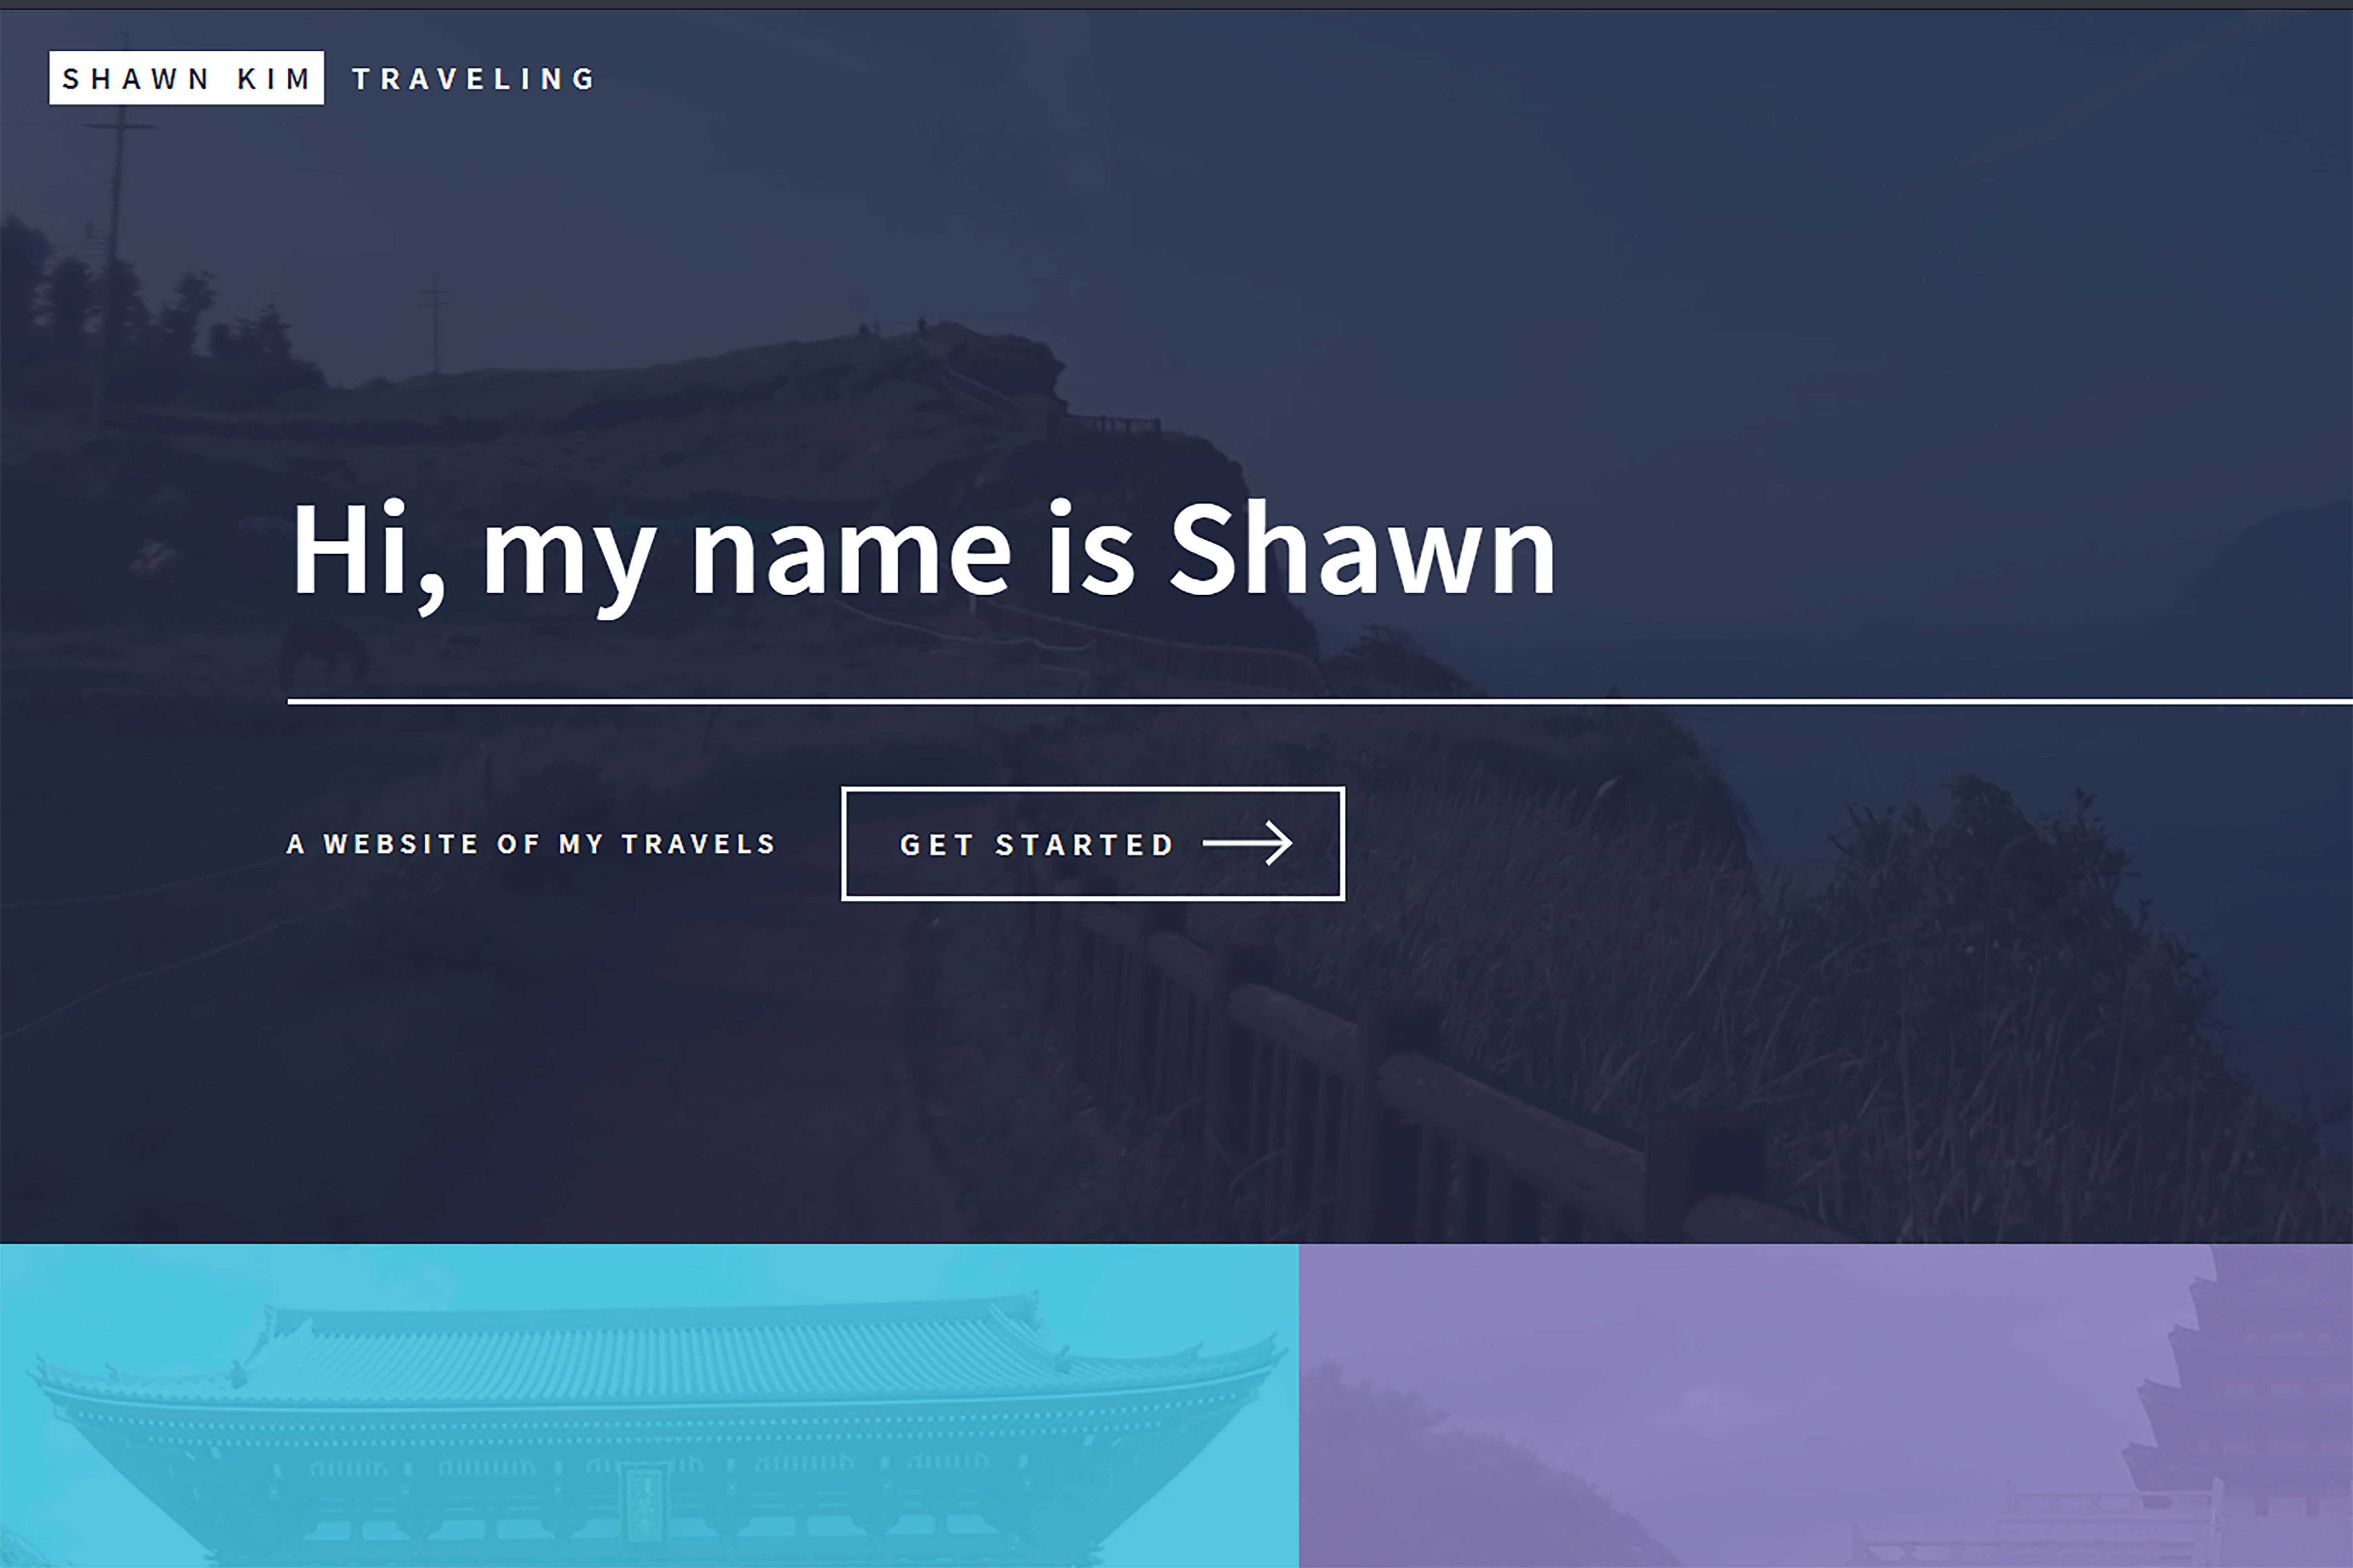 SHAWN KIM TRAVELING
Hi, my name is Shawn
A WEBSITE OF MY TRAVELS
GET STARTED